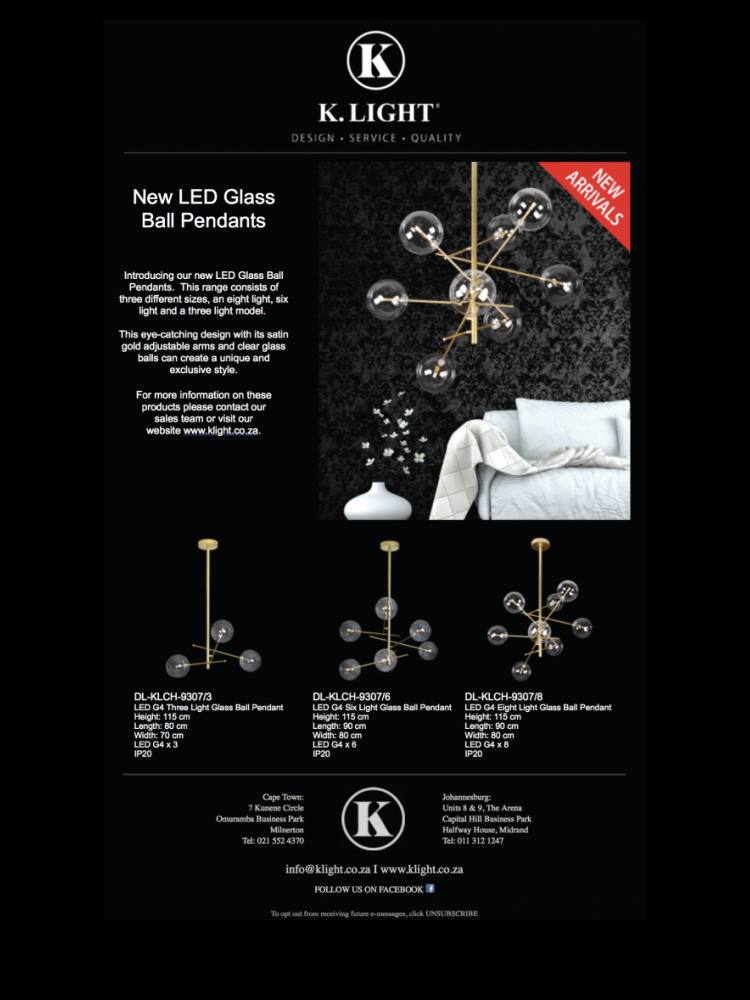 K
K. LIGHT®
DESIGN • SERVICE • QUALITY
New LED Glass
Ball Pendants
Introducing our new LED Glass Ball
Pendants. This range consists of
three different sizes, an eight light, six
light and a three light model.
This eye-catching design with its satin
gold adjustable arms and clear glass
balls can create a unique and
exclusive style.
For more information on these
products please contact our
sales team or visit our
website www.klight.co.za.
NEW
ARRIVALS
DL-KLCH-9307/3
LED G4 Three Light Glass Ball Pendant
Height: 115 cm
Length: 80 cm
Width: 70 cm
LED G4 x 3
IP20
DL-KLCH-9307/6
LED G4 Six Light Glass Ball Pendant
Height: 115 cm
Length: 90 cm
Width: 80 cm
LED G4 x 6
IP20
DL-KLCH-9307/8
LED G4 Eight Light Glass Ball Pendant
Height: 115 cm
Length: 90 cm
Width: 80 cm
LED G4 x 8
IP20
Cape Town:
7 Kunene Circle
Omuramba Business Park
Milnerton
Tel: 021 552 4370
K
Johannesburg:
Units 8 & 9, The Arena
Capital Hill Business Park
Halfway House, Midrand
Tel: 011 312 1247
info@klight.co.za I www.klight.co.za
FOLLOW US ON FACEBOOK f
To opt out from receiving future e-messages, click UNSUBSCRIBE